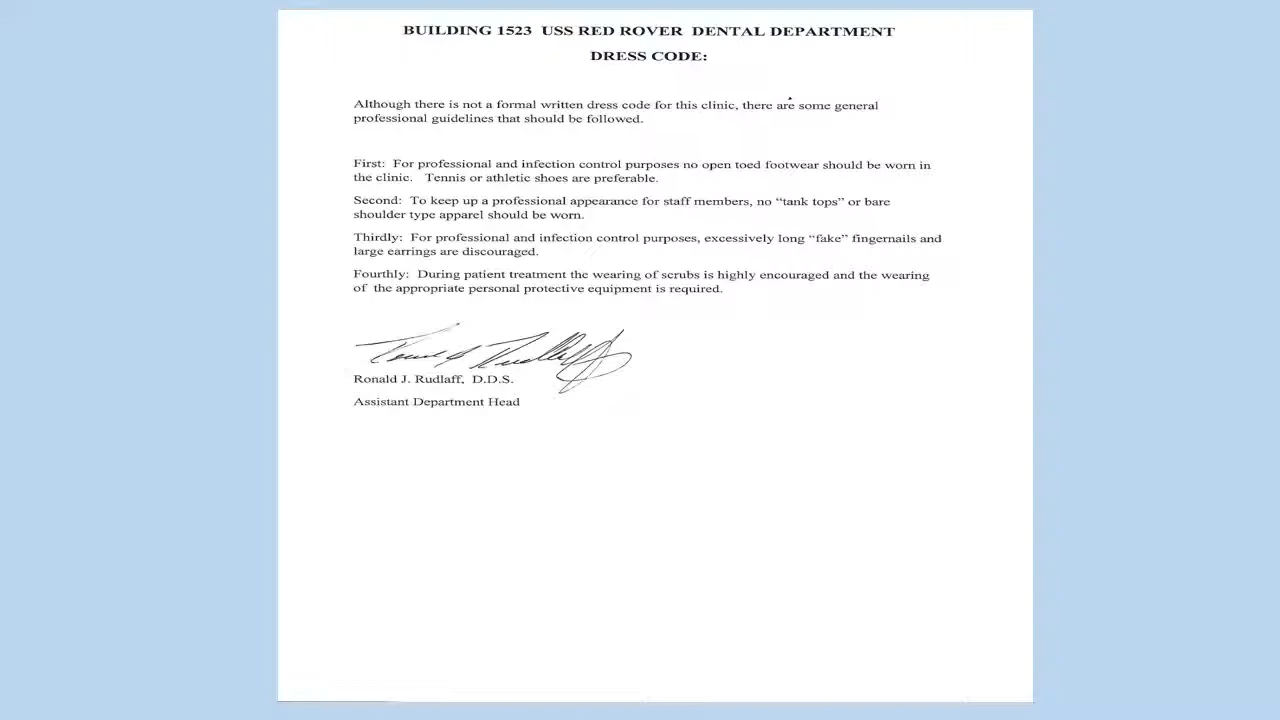 BUILDING 1523 USS RED ROVER DENTAL DEPARTMENT
DRESS CODE:
Although there is not a formal written dress code for this clinic, there are some general
professional guidelines that should be followed.
First: For professional and infection control purposes no open toed footwear should be worn in
the clinic. Tennis or athletic shoes are preferable.
Second: To keep up a professional appearance for staff members, no “tank tops” or bare
shoulder type apparel should be worn.
Thirdly: For professional and infection control purposes, excessively long “fake” fingernails and
large earrings are discouraged.
Fourthly: During patient treatment the wearing of scrubs is highly encouraged and the wearing
of the appropriate personal protective equipment is required.
Ronald J. Rudlaff, D.D.S.
Assistant Department Head